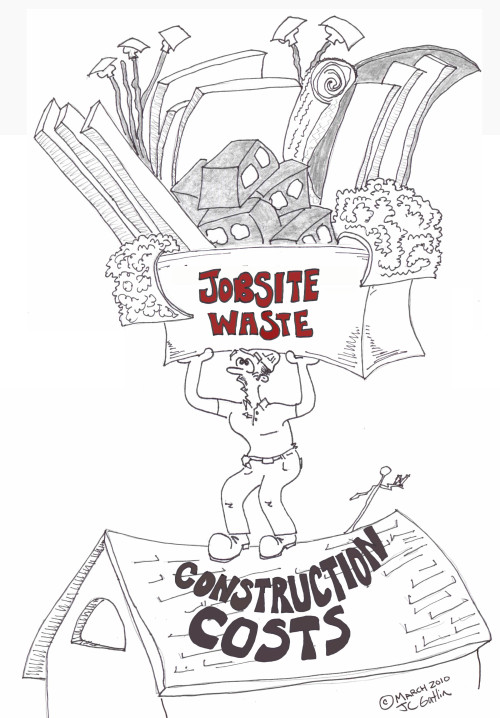 JOBSITE
WASTE
CONSTRUCTION
COSTS
© MARCH 2010
JC Gatlin